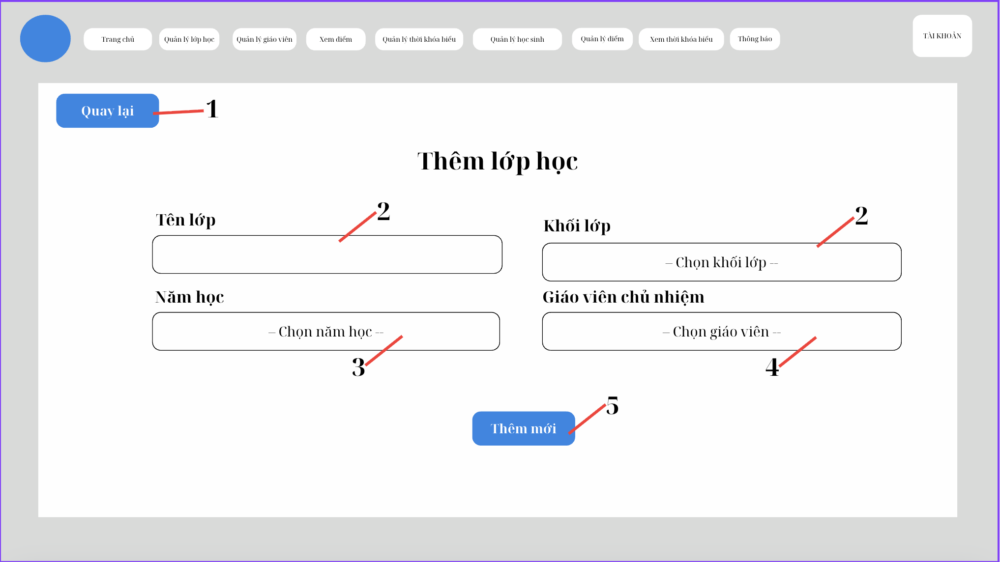 Trang chủ
Quản lý lớp học
Quản lý giáo viên
Xem điểm
Quản lý thời khóa biểu
Quản lý học sinh
Quản lý điểm
Xem thời khóa biểu
Thông báo
TÀI KHOẢN
Quay lại
1
Thêm lớp học
Tên lớp
2
Khối lớp
2
– Chọn khối lớp --
Năm học
– Chọn năm học --
3
Giáo viên chủ nhiệm
– Chọn giáo viên --
4
Thêm mới
5